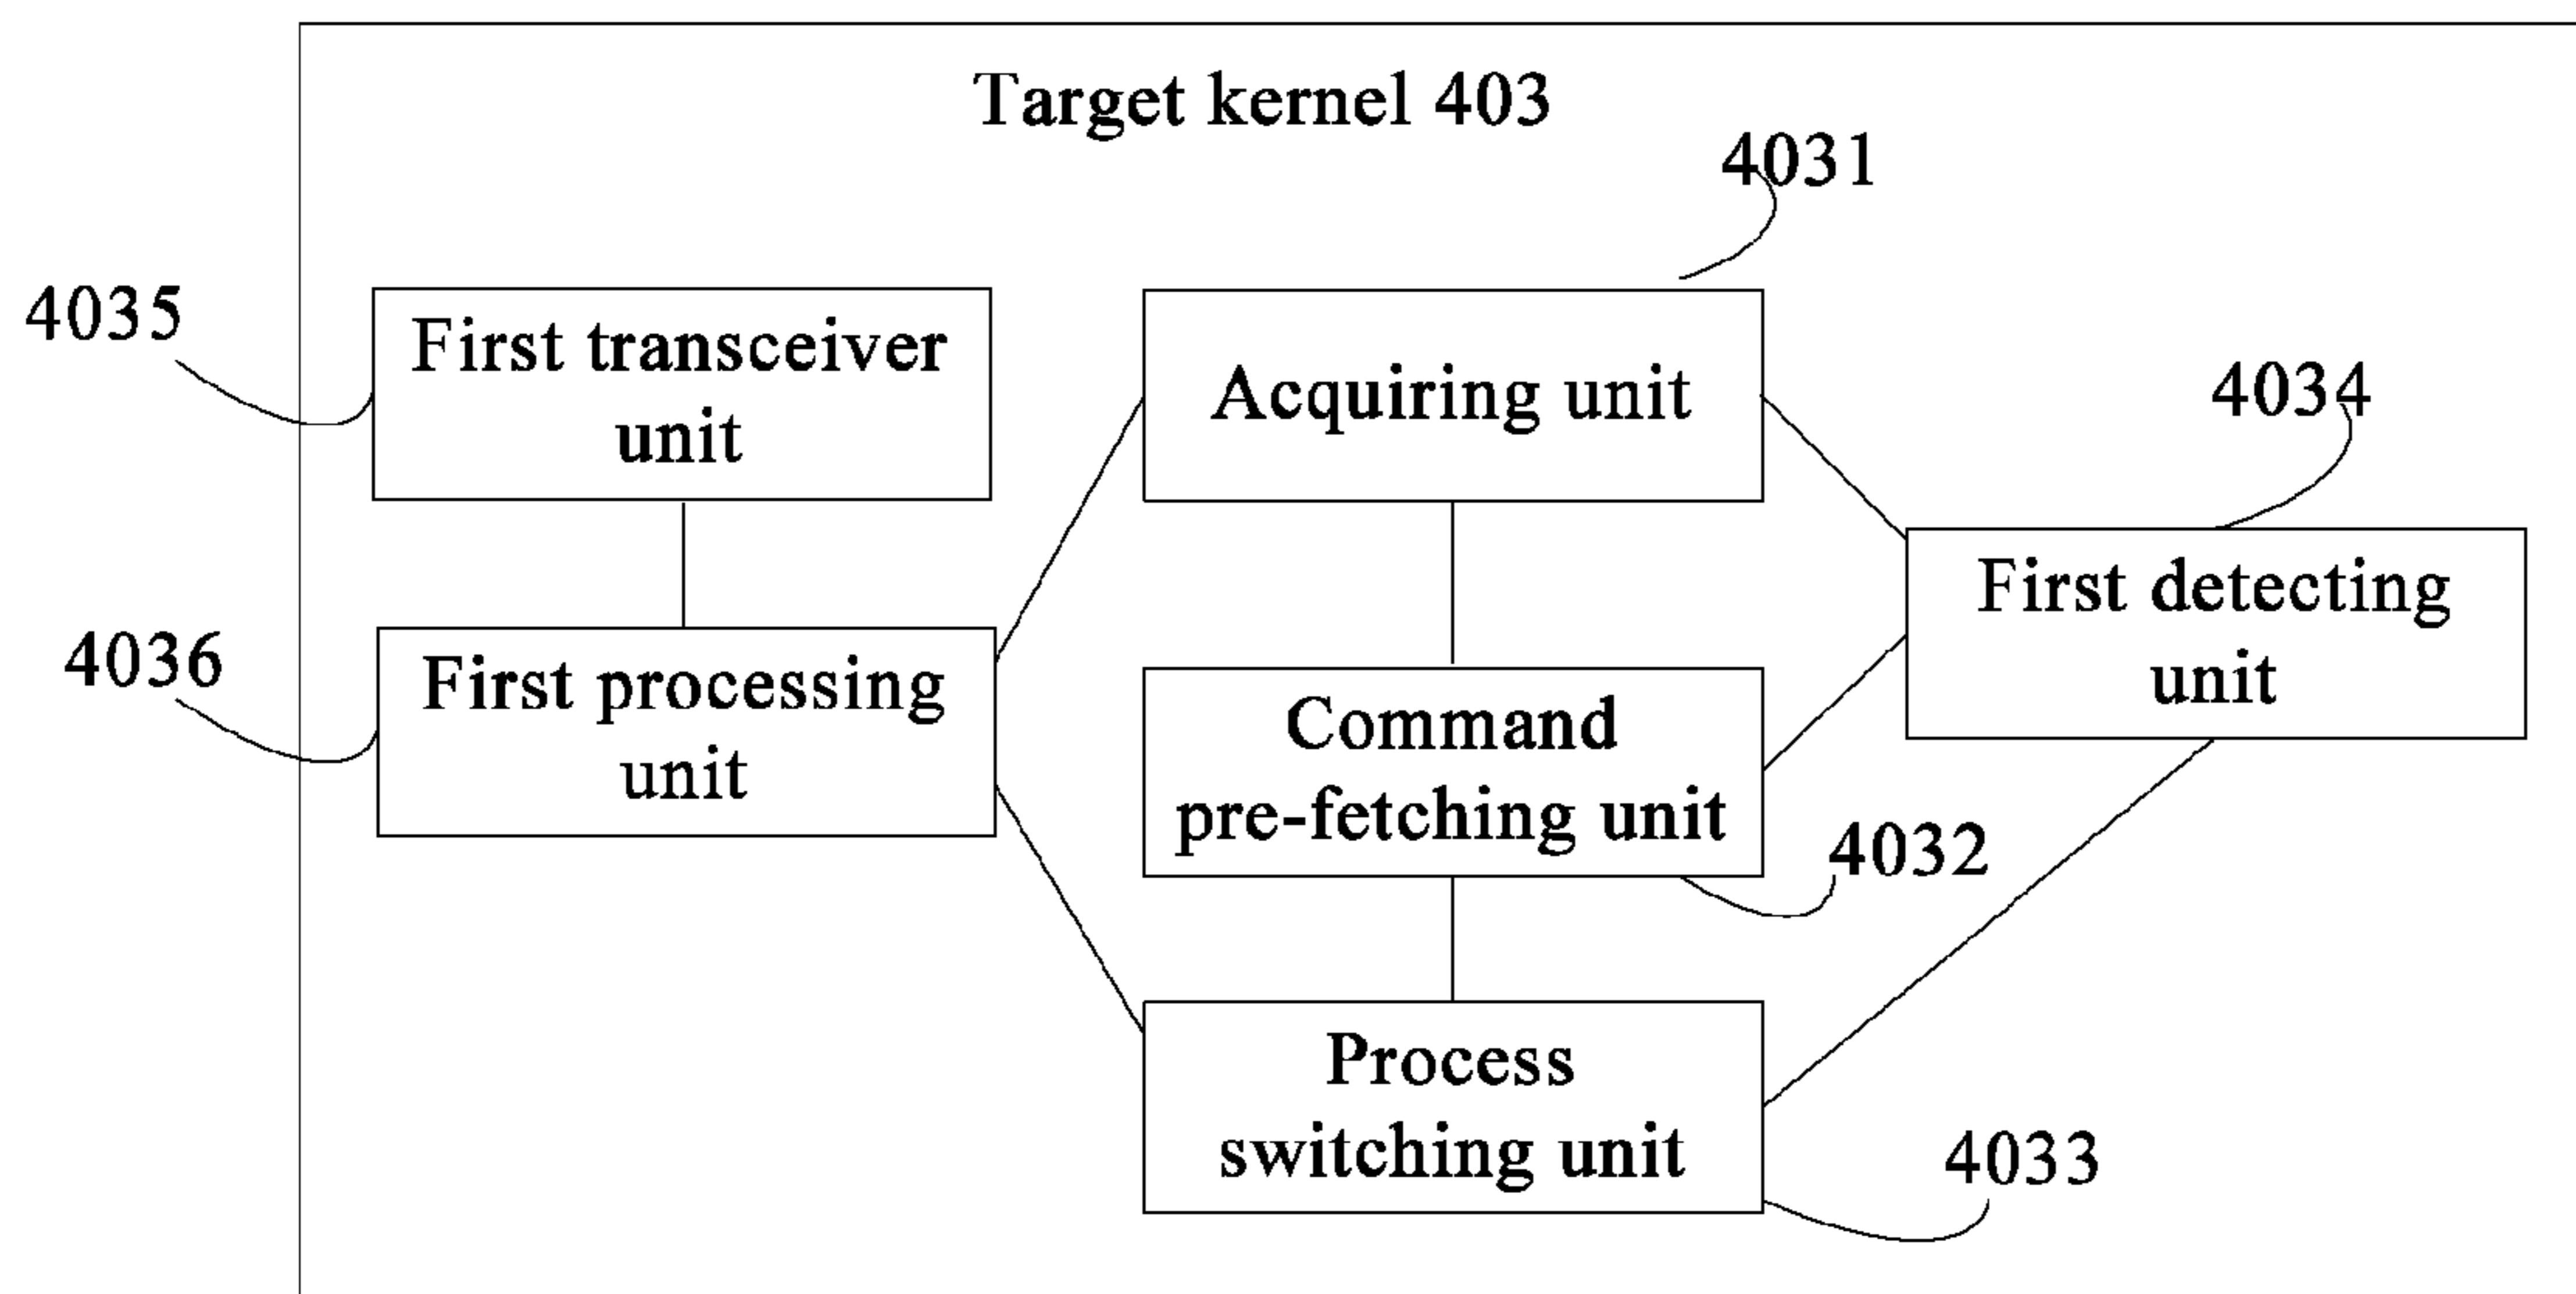 Target kernel 403
4031
4035
First transceiver
unit
Acquiring unit
4034
First detecting
unit
4036
First processing
unit
Command
pre-fetching unit
4032
Process
switching unit
4033